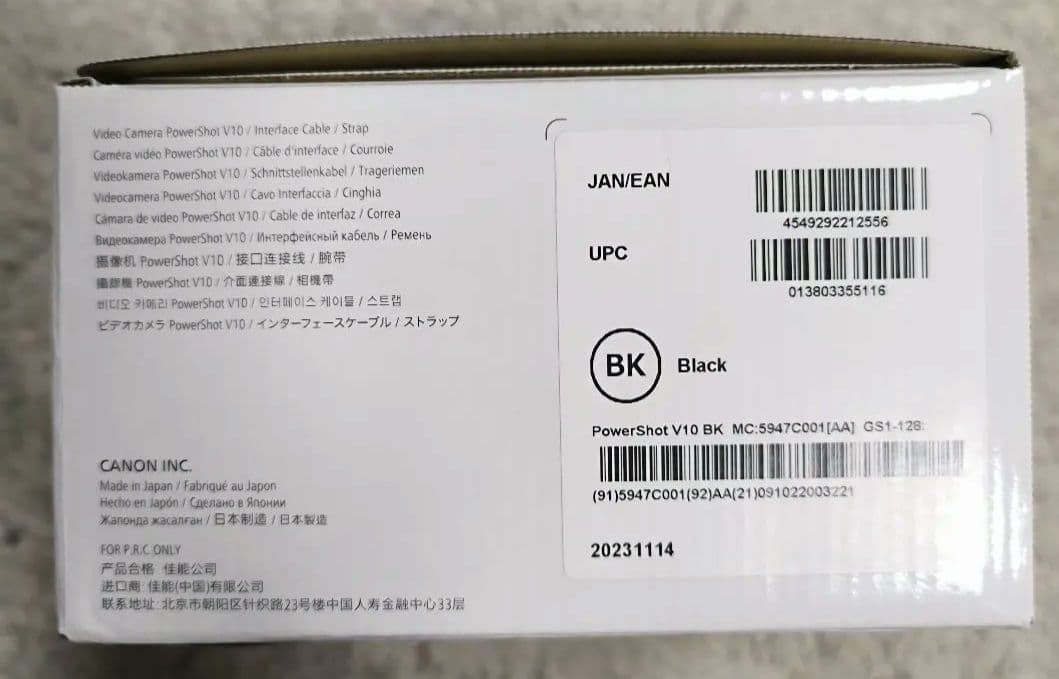 Video Camera PowerShot V10 / Interface Cable / Strap
Caméra vidéo PowerShot V10 / Câble d'interface / Courroie
Videokamera PowerShot V10 / Schnittstellenkabel / Trageriemen
Videocamera PowerShot V10 / Cavo Interfaccia / Cinghia
Cámara de vídeo PowerShot V10 / Cable de interfaz / Correa
Видеокамера PowerShot V10 / Интерфейсный кабель / Ремень
摄像机 PowerShot V10 / 接口连接线 / 腕带
攝影機 PowerShot V10 / 介面連接線 / 相機帶
비디오 카메라 PowerShot V10 / 인터페이스 케이블 / 스트랩
ビデオカメラ PowerShot V10 / インターフェースケーブル / ストラップ
CANON INC.
Made in Japan / Fabriqué au Japon
Hecho en Japón / Сделано в Японии
Жапонда жасалған / 日本制造 / 日本製造
FOR P.R.C. ONLY
产品合格 佳能公司
进口商: 佳能(中国)有限公司
联系地址: 北京市朝阳区针织路23号楼中国人寿金融中心33层
JAN/EAN
4549292212556
UPC
013803355116
BK Black
PowerShot V10 BK MC:5947C001[AA] GS1-128:
(91)5947C001(92)AA(21)091022003221
20231114